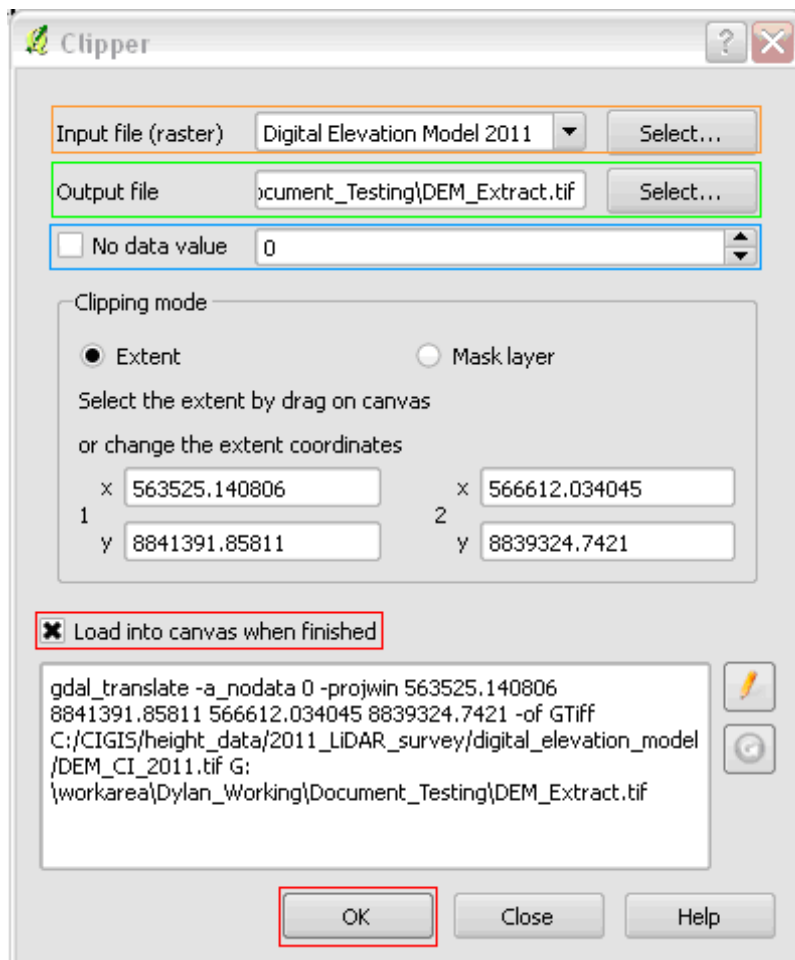 Clipper
Input file (raster) Digital Elevation Model 2011 Select...
Output file ocument_Testing\DEM_Extract.tif Select...
No data value 0
Clipping mode
Extent Mask layer
Select the extent by drag on canvas
or change the extent coordinates
x 563525.140806 x 566612.034045
1 2
y 8841391.85811 y 8839324.7421
Load into canvas when finished
gdal_translate -a_nodata 0 -projwin 563525.140806
8841391.85811 566612.034045 8839324.7421 -of GTiff
C:/CIGIS/height_data/2011_LiDAR_survey/digital_elevation_model
/DEM_CI_2011.tif G:
\workarea\Dylan_Working\Document_Testing\DEM_Extract.tif
OK Close Help